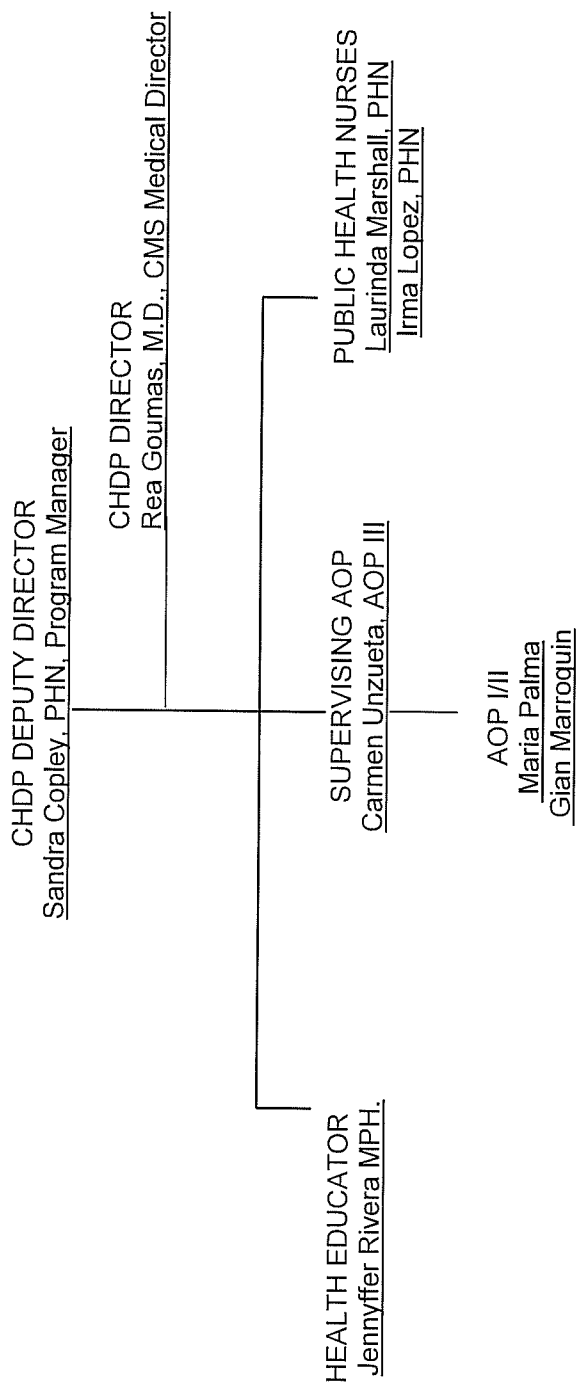 CHDP DEPUTY DIRECTOR
Sandra Copley, PHN, Program Manager
CHDP DIRECTOR
Rea Goumas, M.D., CMS Medical Director
HEALTH EDUCATOR
Jennyffer Rivera MPH.
SUPERVISING AOP
Carmen Unzueta, AOP III
PUBLIC HEALTH NURSES
Laurinda Marshall, PHN
Irma Lopez, PHN
AOP I/II
Maria Palma
Gian Marroquin